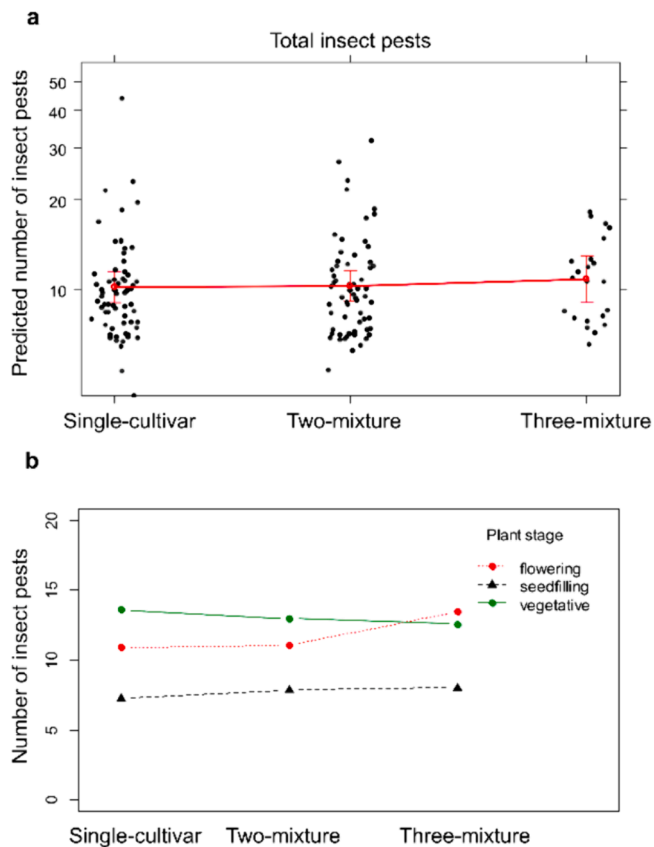 a
Total insect pests
Predicted number of insect pests
50
40
30
20
10
Single-cultivar Two-mixture Three-mixture
b
Number of insect pests
20
15
10
5
0
Plant stage
flowering
seedfilling
vegetative
Single-cultivar Two-mixture Three-mixture